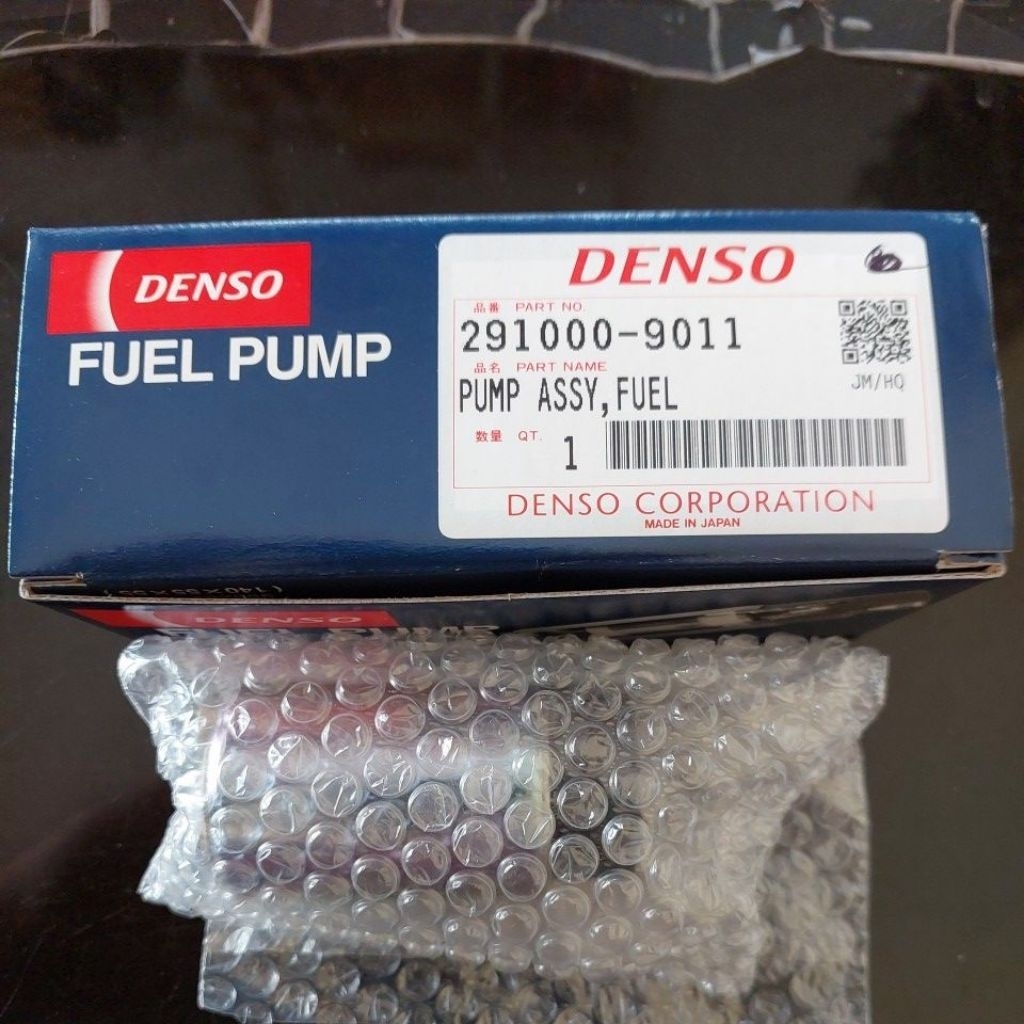 DENSO
FUEL PUMP
DENSO
品番 PART NO.
291000-9011
品名 PART NAME
JM/HQ
PUMP ASSY,FUEL
数量 QT.
1
DENSO CORPORATION
MADE IN JAPAN
DENSO